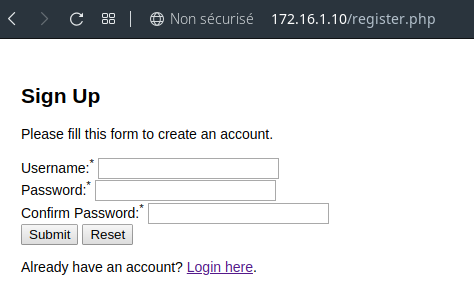 Non sécurisé 172.16.1.10/register.php
Sign Up
Please fill this form to create an account.
Username:*
Password:*
Confirm Password:*
Submit Reset
Already have an account? Login here.